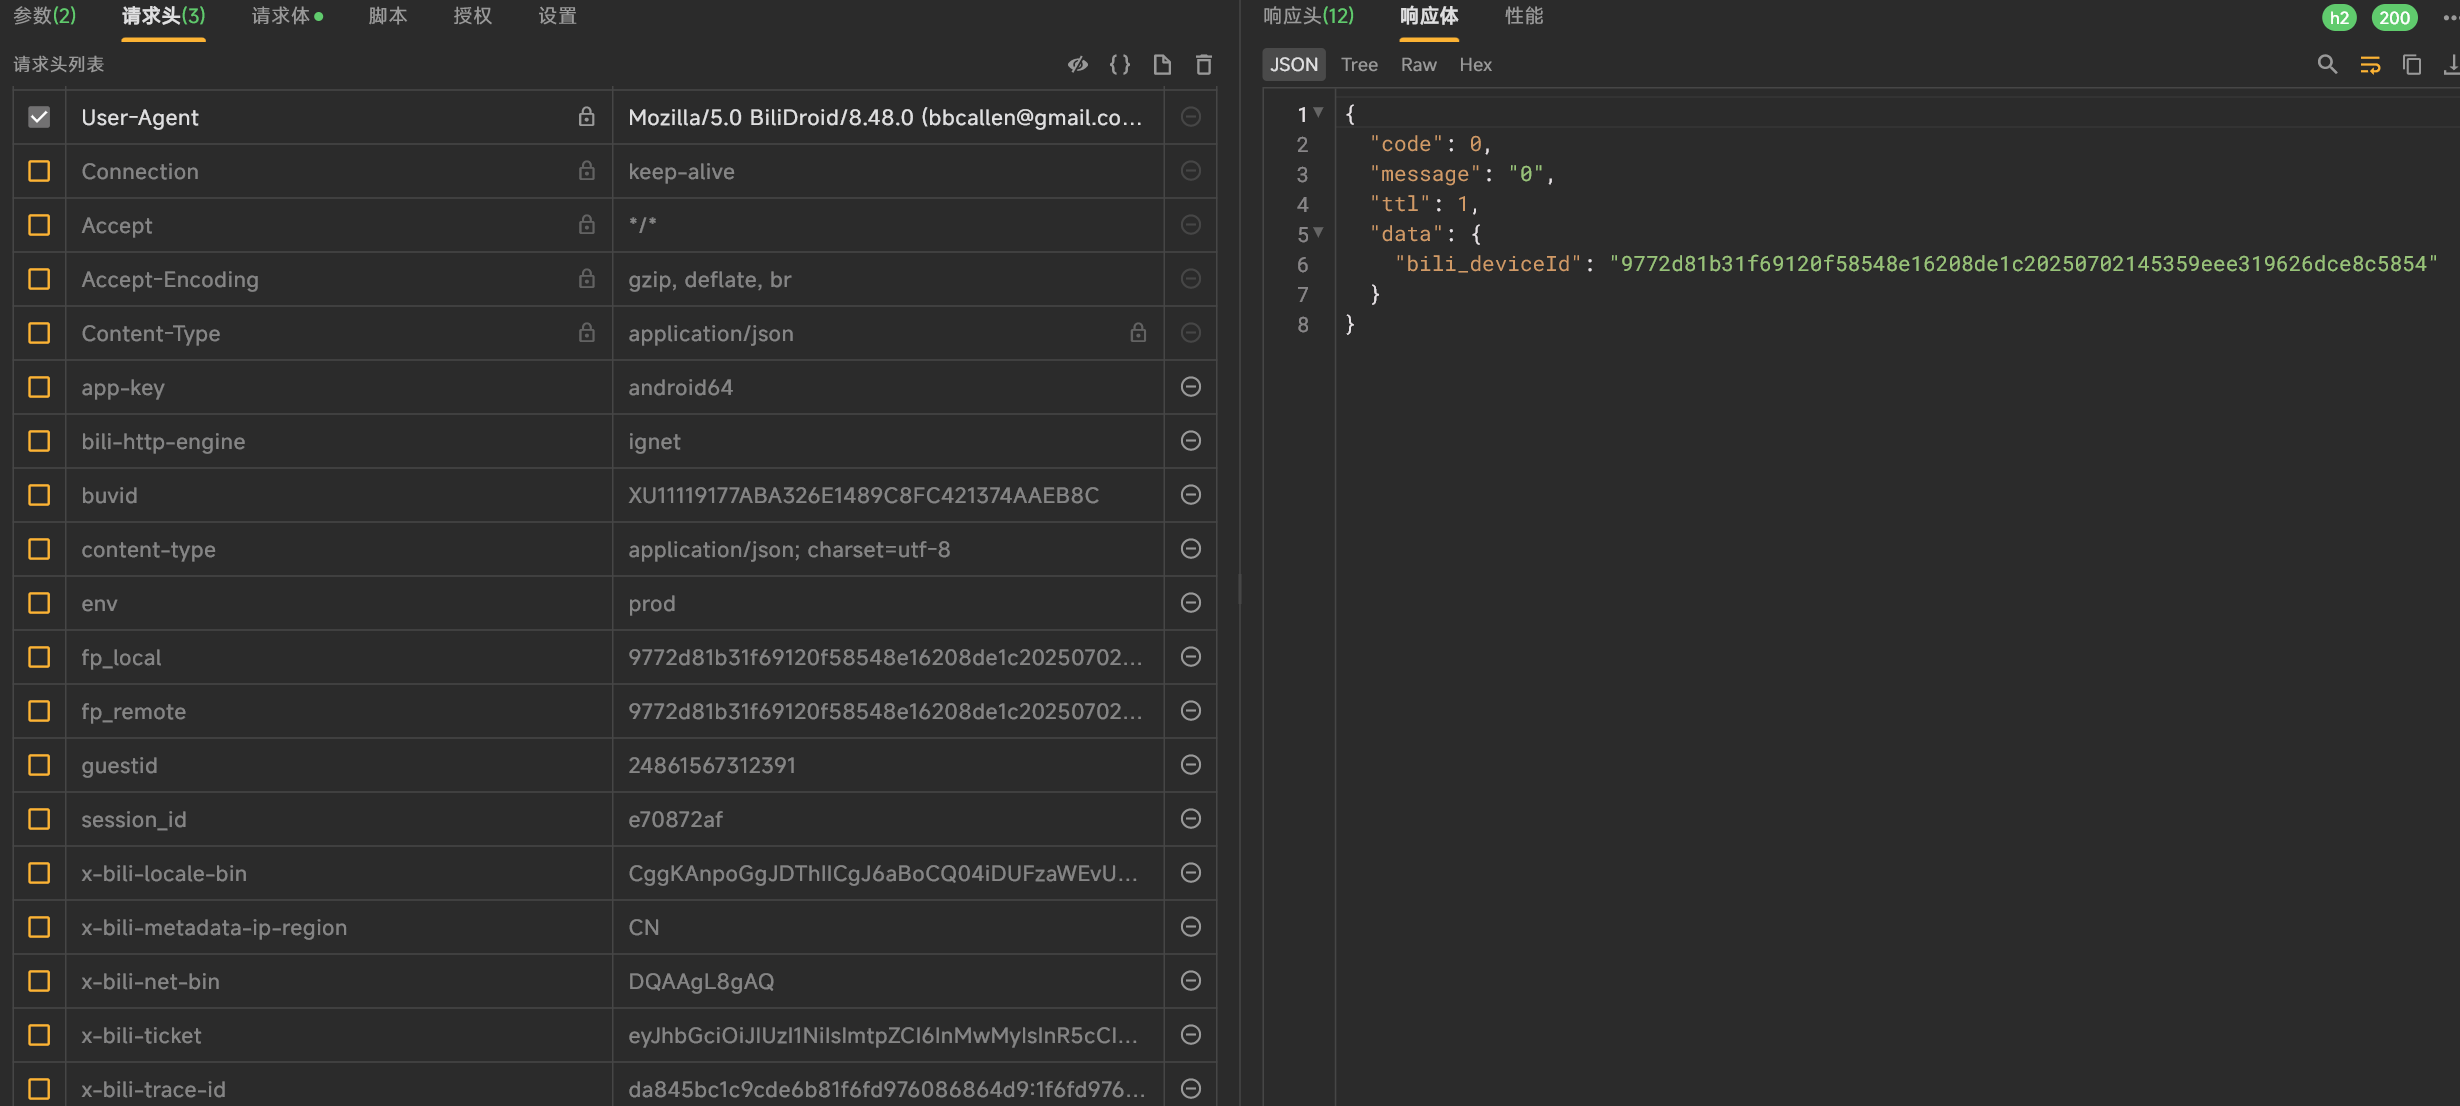 参数(2) 请求头(3) 请求体 脚本 授权 设置
请求头列表
User-Agent Mozilla/5.0 BiliDroid/8.48.0 (bbcallen@gmail.co...
Connection keep-alive
Accept */*
Accept-Encoding gzip, deflate, br
Content-Type application/json
app-key android64
bili-http-engine ignet
buvid XU11119177ABA326E1489C8FC421374AAEB8C
content-type application/json; charset=utf-8
env prod
fp_local 9772d81b31f69120f58548e16208de1c20250702...
fp_remote 9772d81b31f69120f58548e16208de1c20250702...
guestid 24861567312391
session_id e70872af
x-bili-locale-bin CggKAnpoGgJDThIICgJ6aBoCQ04iDUFzaWEvU...
x-bili-metadata-ip-region CN
x-bili-net-bin DQAAgL8gAQ
x-bili-ticket eyJhbGciOiJIUzI1NiIsImtpZCI6InMwMyIsInR5cCI...
x-bili-trace-id da845bc1c9cde6b81f6fd976086864d9:1f6fd976...
响应头(12) 响应体 性能 h2 200
JSON Tree Raw Hex
1 {
2 "code": 0,
3 "message": "0",
4 "ttl": 1,
5 "data": {
6 "bili_deviceId": "9772d81b31f69120f58548e16208de1c20250702145359eee319626dce8c5854"
7 }
8 }